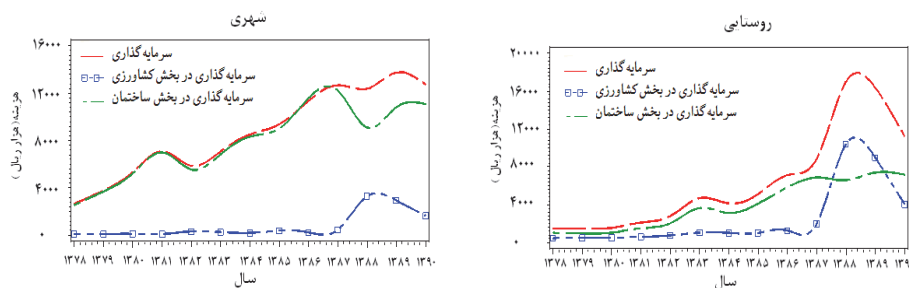 شهری
۱۶۰۰۰
۱۲۰۰۰
۸۰۰۰
۴۰۰۰
۰
هزینه(هزار ریال)
سرمایه گذاری
سرمایه گذاری در بخش کشاورزی
سرمایه گذاری در بخش ساختمان
۱۳۷۸ ۱۳۷۹ ۱۳۸۰ ۱۳۸۱ ۱۳۸۲ ۱۳۸۳ ۱۳۸۴ ۱۳۸۵ ۱۳۸۶ ۱۳۸۷ ۱۳۸۸ ۱۳۸۹ ۱۳۹۰
سال
روستایی
۲۰۰۰۰
۱۶۰۰۰
۱۲۰۰۰
۸۰۰۰
۴۰۰۰
۰
هزینه(هزار ریال)
سرمایه گذاری
سرمایه گذاری در بخش کشاورزی
سرمایه گذاری در بخش ساختمان
۱۳۷۸ ۱۳۷۹ ۱۳۸۰ ۱۳۸۱ ۱۳۸۲ ۱۳۸۳ ۱۳۸۴ ۱۳۸۵ ۱۳۸۶ ۱۳۸۷ ۱۳۸۸ ۱۳۸۹ ۱۳۹
سال